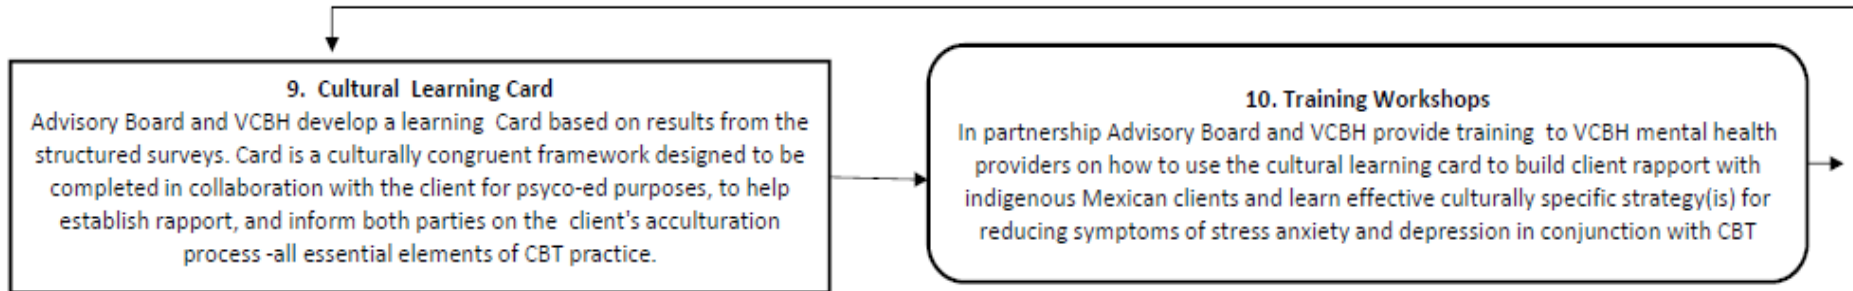 9. Cultural Learning Card
Advisory Board and VCBH develop a learning Card based on results from the
structured surveys. Card is a culturally congruent framework designed to be
completed in collaboration with the client for psyco-ed purposes, to help
establish rapport, and inform both parties on the client's acculturation
process -all essential elements of CBT practice.
10. Training Workshops
In partnership Advisory Board and VCBH provide training to VCBH mental health
providers on how to use the cultural learning card to build client rapport with
indigenous Mexican clients and learn effective culturally specific strategy(is) for
reducing symptoms of stress anxiety and depression in conjunction with CBT